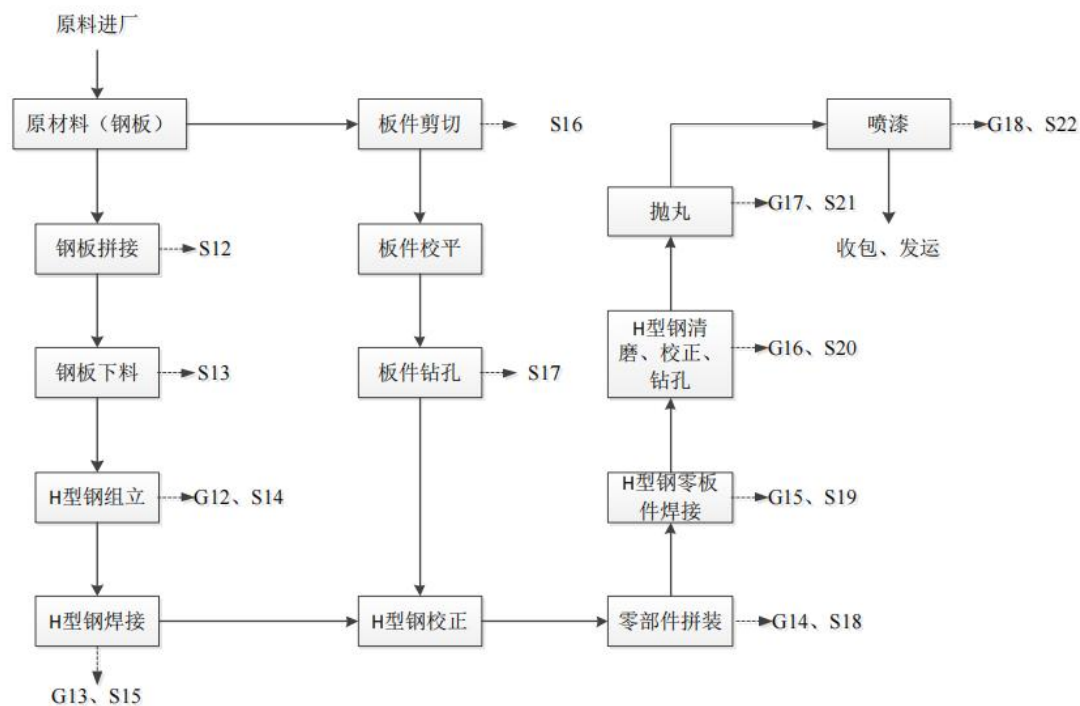 原料进厂
原材料（钢板）
板件剪切
S16
喷漆
G18、S22
抛丸
G17、S21
钢板拼接
S12
板件校平
收包、发运
H型钢清
磨、校正、
钻孔
G16、S20
钢板下料
S13
板件钻孔
S17
H型钢组立
G12、S14
H型钢零板
件焊接
G15、S19
H型钢焊接
H型钢校正
零部件拼装
G14、S18
G13、S15